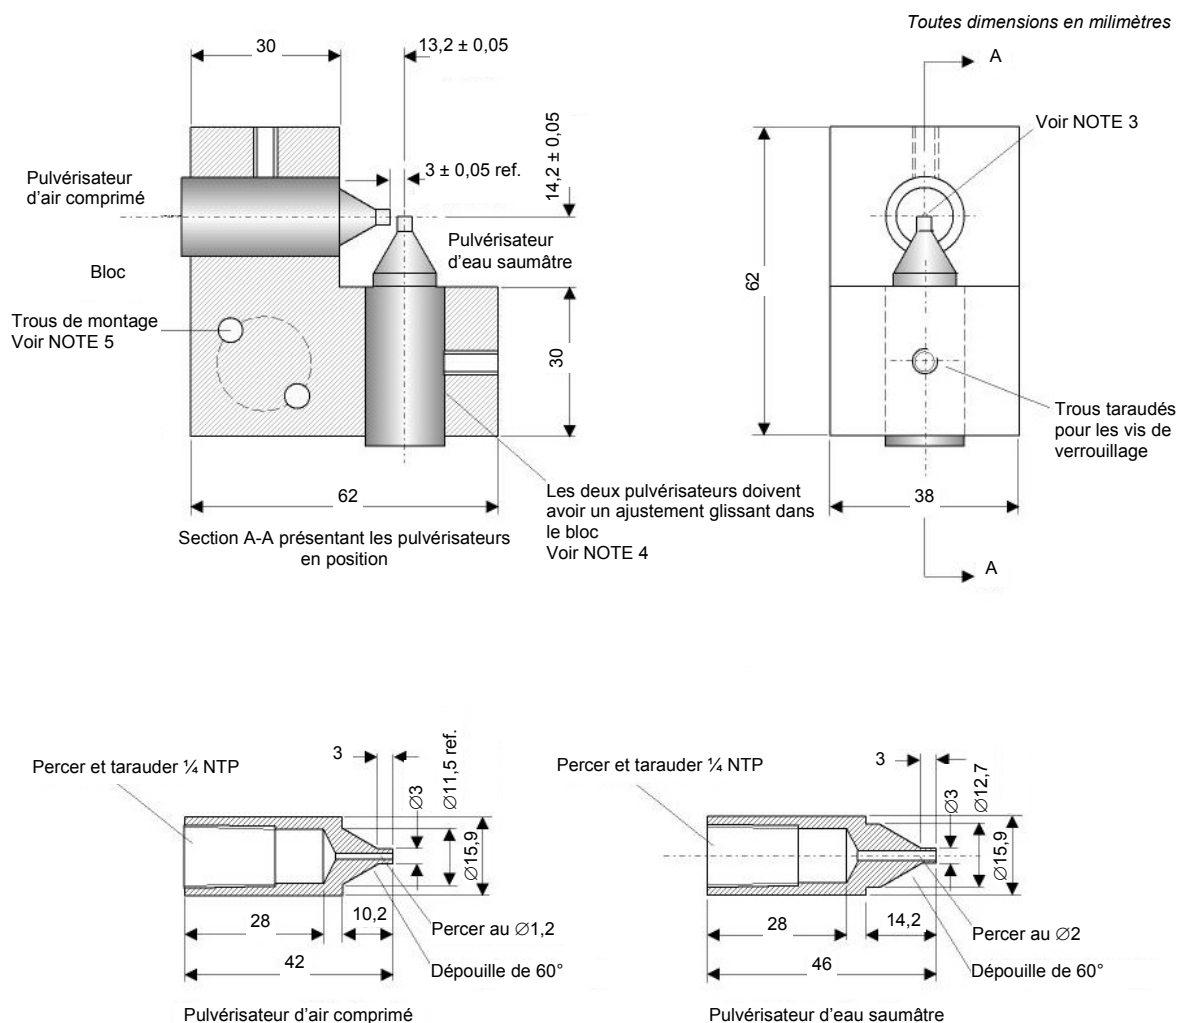 Toutes dimensions en milimètres
30
13,2 ± 0,05
A
Voir NOTE 3
14,2 ± 0,05
3 ± 0,05 ref.
Pulvérisateur
d'air comprimé
Pulvérisateur
d'eau saumâtre
Bloc
62
Trous de montage
Voir NOTE 5
30
Trous taraudés
pour les vis de
verrouillage
62
Les deux pulvérisateurs doivent
avoir un ajustement glissant dans
le bloc
Voir NOTE 4
38
Section A-A présentant les pulvérisateurs
en position
A
3
Ø11,5 ref.
Percer et tarauder ¼ NTP
Ø3
Ø15,9
28
10,2
Percer au Ø1,2
42
Dépouille de 60°
Pulvérisateur d'air comprimé
3
Ø12,7
Percer et tarauder ¼ NTP
Ø3
Ø15,9
28
14,2
Percer au Ø2
46
Dépouille de 60°
Pulvérisateur d'eau saumâtre